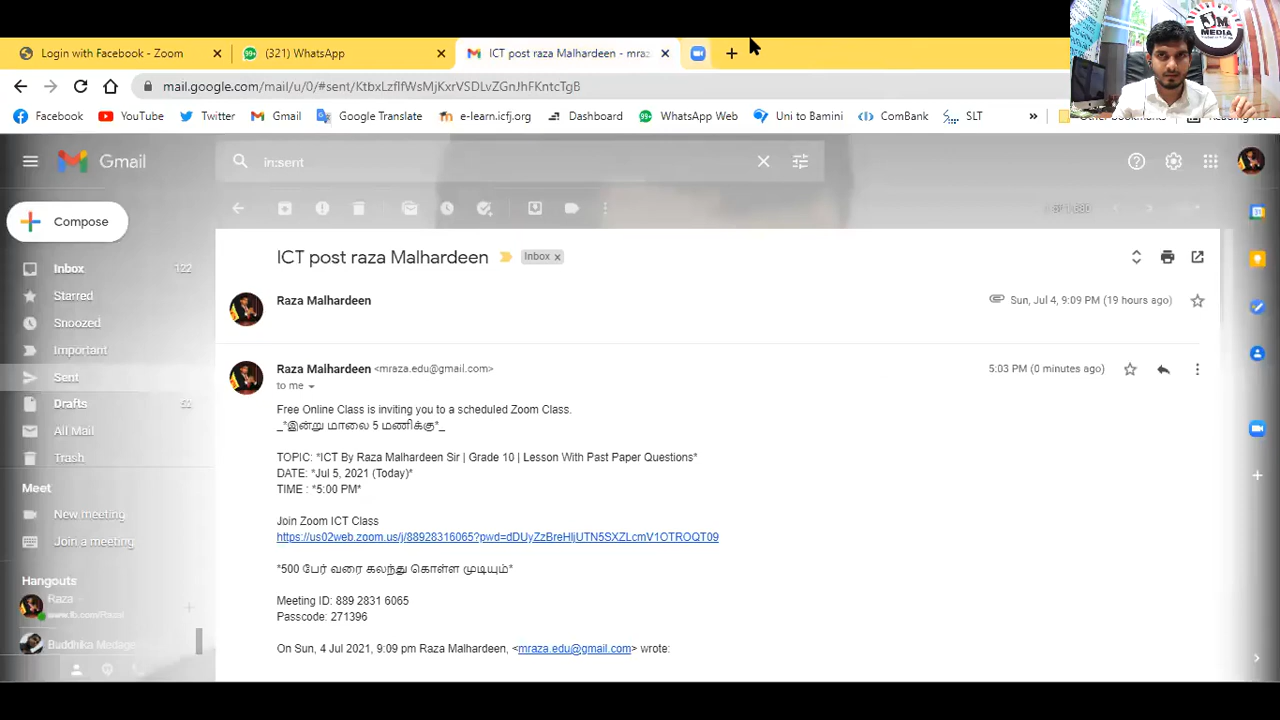 Login with Facebook - Zoom
(321) WhatsApp
ICT post raza Malhardeen - mraz
mail.google.com/mail/u/0/#sent/KtbxLzflfWsMjKxrVSDLvZGnJhFKntcTgB
Facebook
YouTube
Twitter
Gmail
Google Translate
e-learn.icfj.org
Dashboard
WhatsApp Web
Uni to Bamini
ComBank
SLT
JM
MEDIA
Gmail
in:sent
Compose
Inbox 122
Starred
Snoozed
Important
Sent
Drafts 52
All Mail
Trash
Meet
New meeting
Join a meeting
Hangouts
Raza
Buddhika Medage
ICT post raza Malhardeen
Inbox x
Raza Malhardeen
Sun, Jul 4, 9:09 PM (19 hours ago)
Raza Malhardeen <mraza.edu@gmail.com>
5:03 PM (0 minutes ago)
to me
Free Online Class is inviting you to a scheduled Zoom Class.
_*இன்று மாலை 5 மணிக்கு*_
TOPIC: *ICT By Raza Malhardeen Sir | Grade 10 | Lesson With Past Paper Questions*
DATE: *Jul 5, 2021 (Today)*
TIME : *5:00 PM*
Join Zoom ICT Class
https://us02web.zoom.us/j/88928316065?pwd=dDUyZzBreHljUTN5SXZLcmV1OTRQT09
*500 பேர் வரை கலந்து கொள்ள முடியும்*
Meeting ID: 889 2831 6065
Passcode: 271396
On Sun, 4 Jul 2021, 9:09 pm Raza Malhardeen, <mraza.edu@gmail.com> wrote: